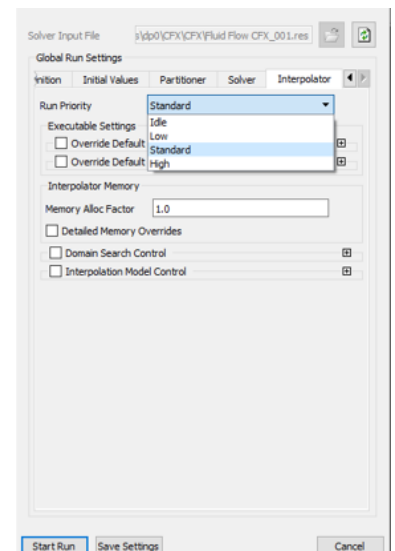 Solver Input File s\dp0\CFX\CFX\Fluid Flow CFX_001.res
Global Run Settings
inition Initial Values Partitioner Solver Interpolator
Run Priority Standard
Idle
Executable Settings
Low
Override Default
Standard
Override Default
High
Interpolator Memory
Memory Alloc Factor 1.0
Detailed Memory Overrides
Domain Search Control
Interpolation Model Control
Start Run Save Settings Cancel